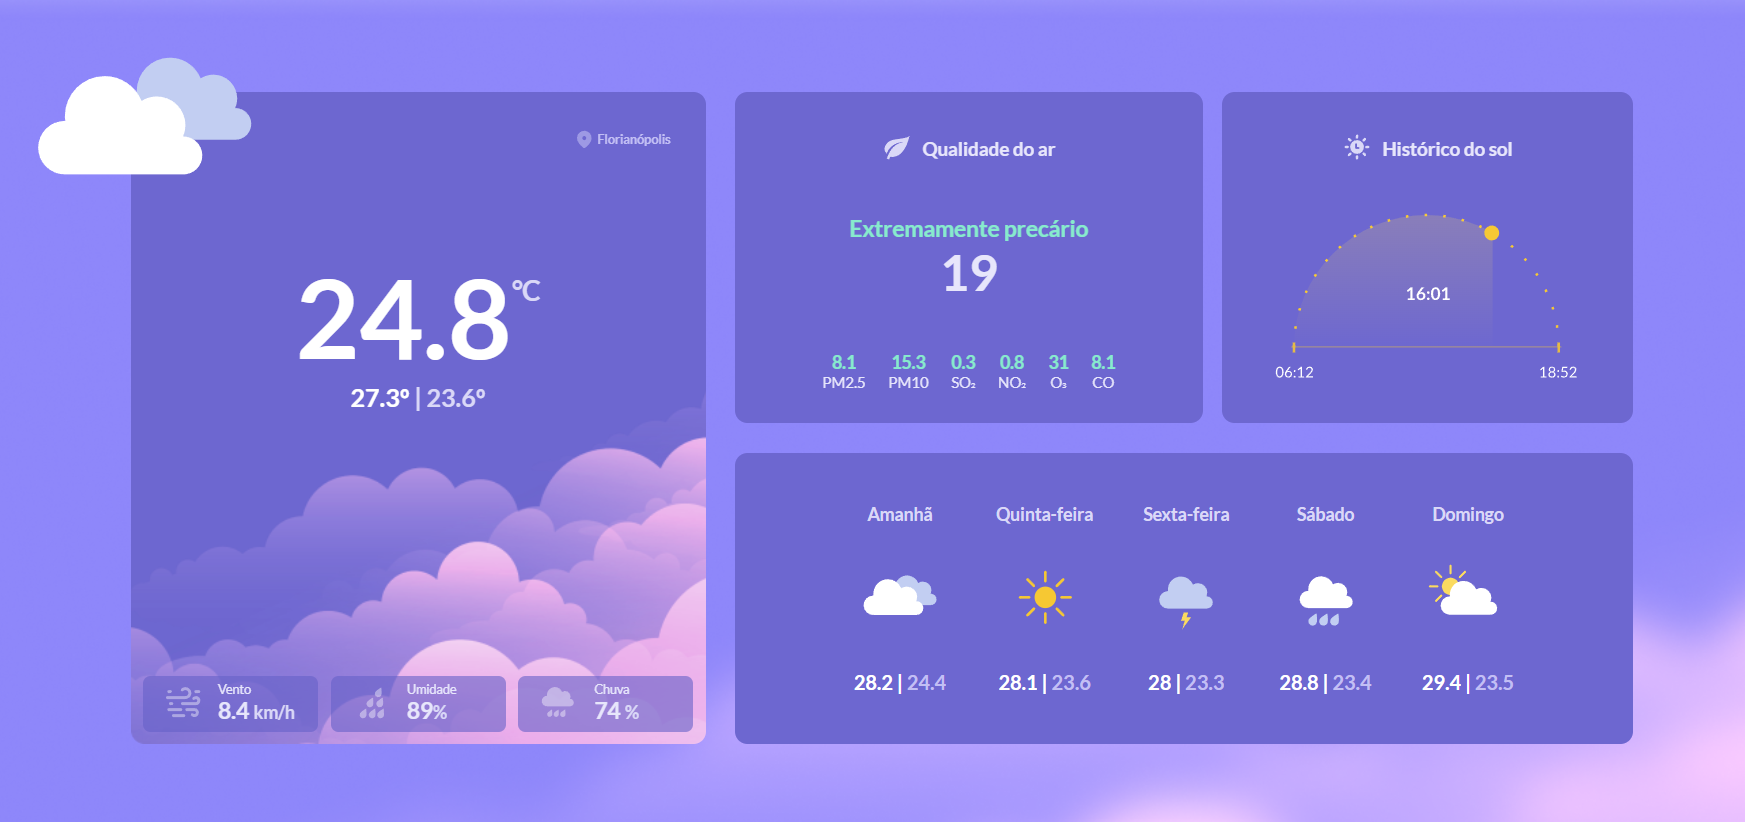 Florianópolis
24.8°C
27.3° | 23.6°
Vento
8.4 km/h
Umidade
89%
Chuva
74 %
Qualidade do ar
Extremamente precário
19
8.1 15.3 0.3 0.8 31 8.1
PM2.5 PM10 SO₂ NO₂ O₃ CO
Histórico do sol
16:01
06:12 18:52
Amanhã Quinta-feira Sexta-feira Sábado Domingo
28.2 | 24.4 28.1 | 23.6 28 | 23.3 28.8 | 23.4 29.4 | 23.5